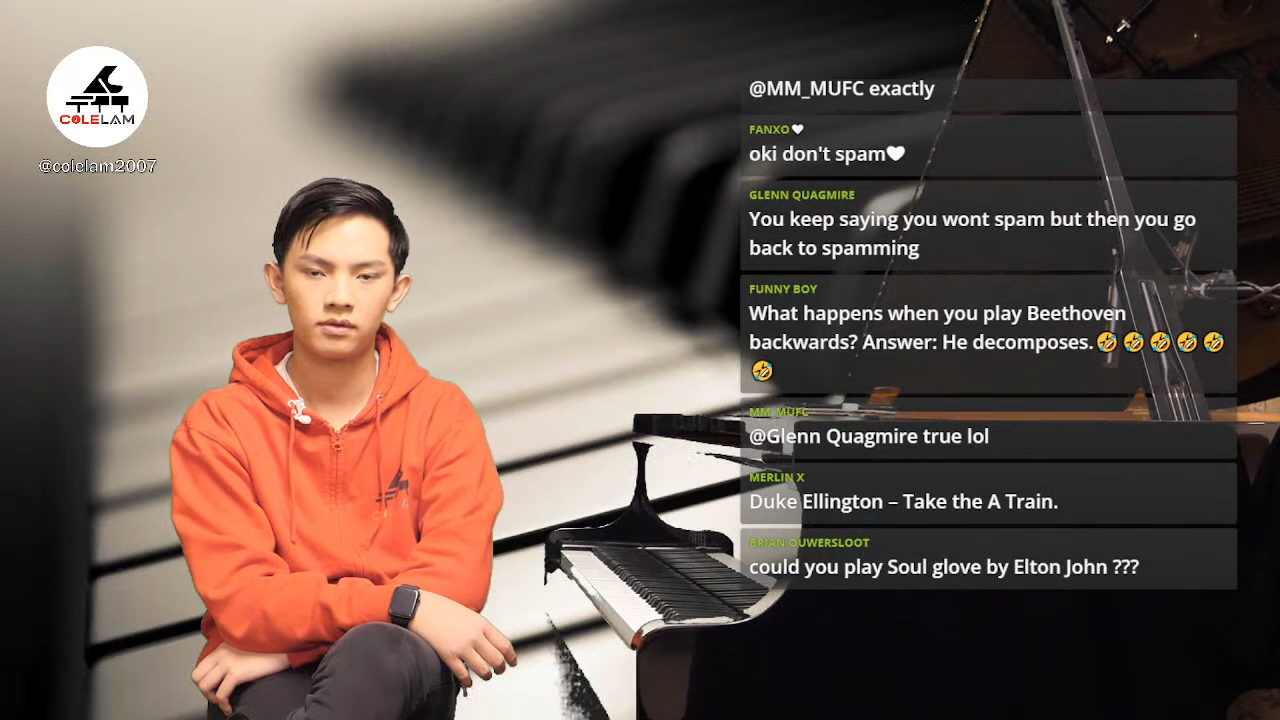 COLELAM
@colelam2007
@MM_MUFC exactly
FANXO🤍
oki don't spam🤍
GLENN QUAGMIRE
You keep saying you wont spam but then you go
back to spamming
FUNNY BOY
What happens when you play Beethoven
backwards? Answer: He decomposes.🤣🤣🤣🤣🤣
🤣
MM_MUFC
@Glenn Quagmire true lol
MERLIN X
Duke Ellington – Take the A Train.
BRIAN OUWERSLOOT
could you play Soul glove by Elton John ???